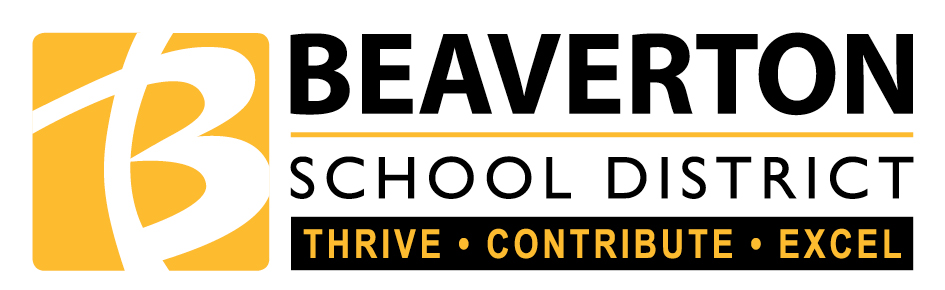 B
BEAVERTON
SCHOOL DISTRICT
THRIVE • CONTRIBUTE • EXCEL